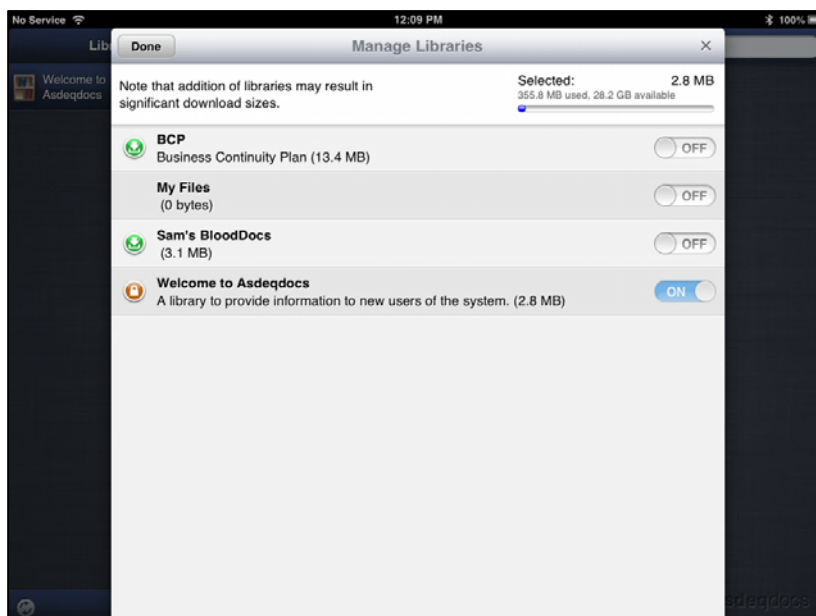 No Service 12:09 PM 100%
Lib
Done Manage Libraries ×
Welcome to
Asdeqdocs
Note that addition of libraries may result in
significant download sizes.
Selected: 2.8 MB
355.8 MB used, 28.2 GB available
BCP
Business Continuity Plan (13.4 MB)
OFF
My Files
(0 bytes)
OFF
Sam's BloodDocs
(3.1 MB)
OFF
Welcome to Asdeqdocs
A library to provide information to new users of the system. (2.8 MB)
ON
sdeqdocs